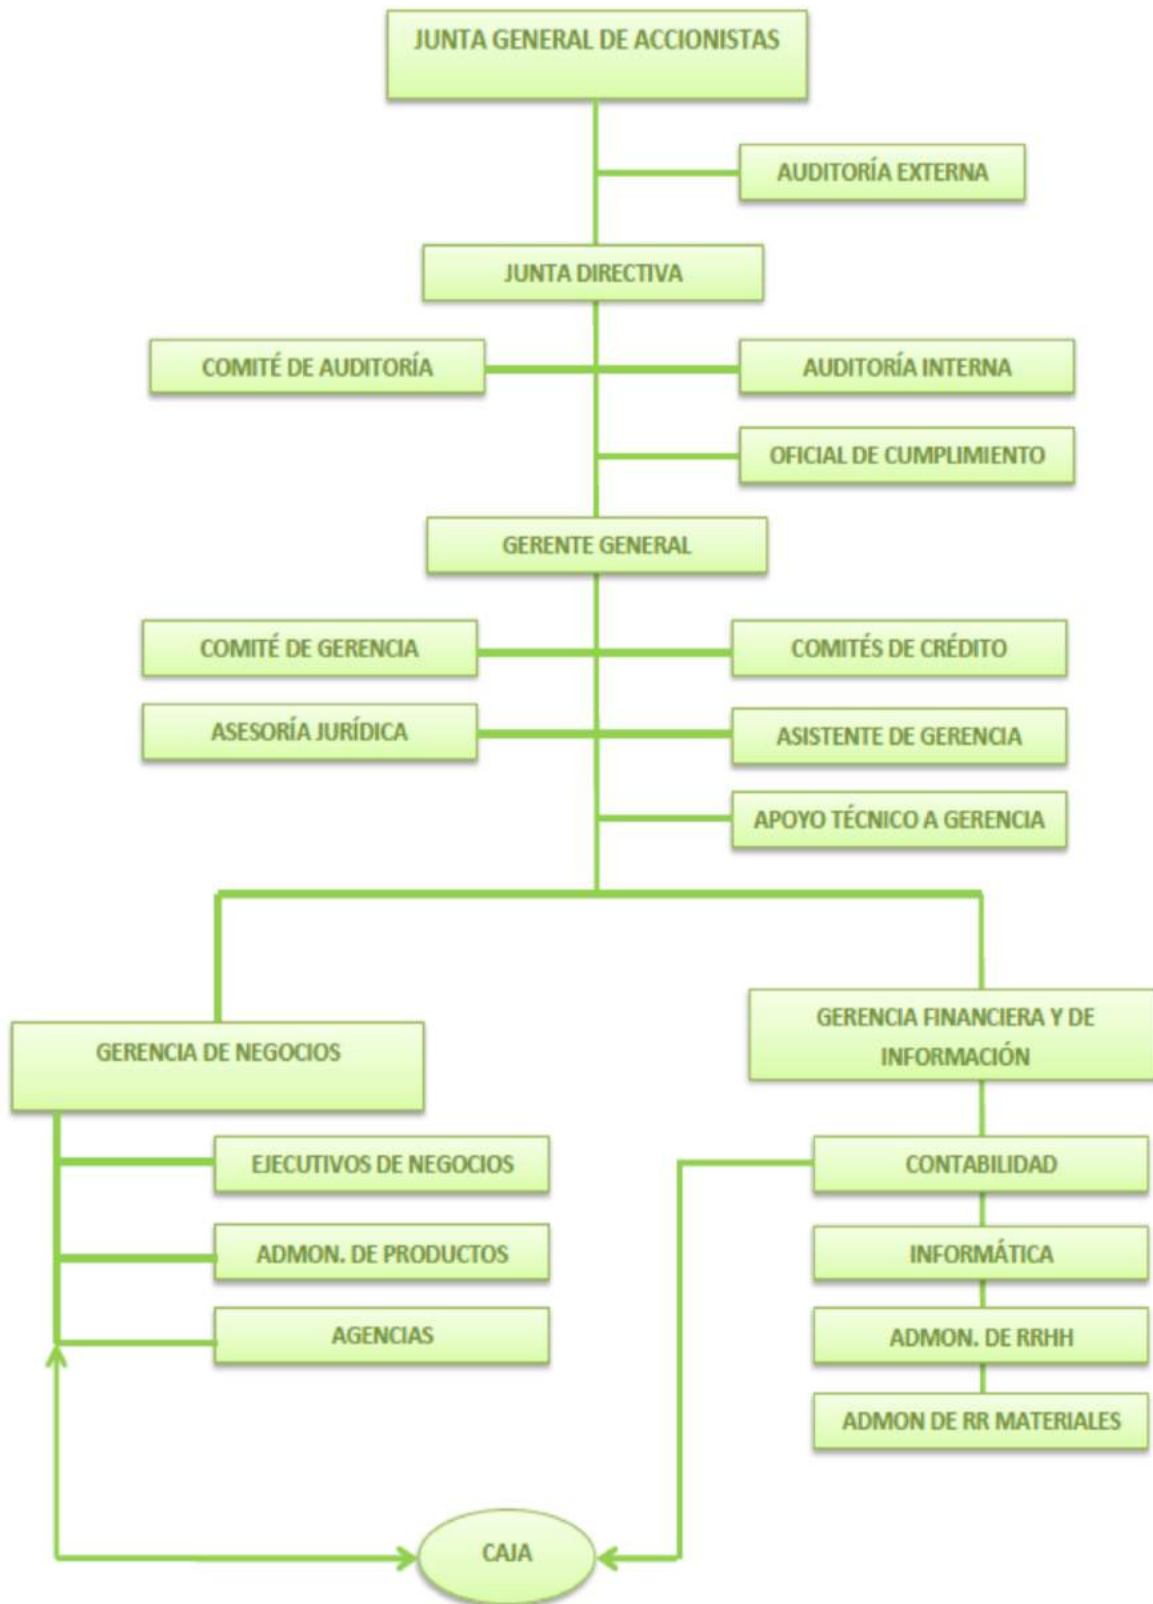 JUNTA GENERAL DE ACCIONISTAS
AUDITORÍA EXTERNA
JUNTA DIRECTIVA
COMITÉ DE AUDITORÍA
AUDITORÍA INTERNA
OFICIAL DE CUMPLIMIENTO
GERENTE GENERAL
COMITÉ DE GERENCIA
COMITÉS DE CRÉDITO
ASESORÍA JURÍDICA
ASISTENTE DE GERENCIA
APOYO TÉCNICO A GERENCIA
GERENCIA DE NEGOCIOS
GERENCIA FINANCIERA Y DE
INFORMACIÓN
EJECUTIVOS DE NEGOCIOS
CONTABILIDAD
ADMON. DE PRODUCTOS
INFORMÁTICA
AGENCIAS
ADMON. DE RRHH
ADMON DE RR MATERIALES
CAJA